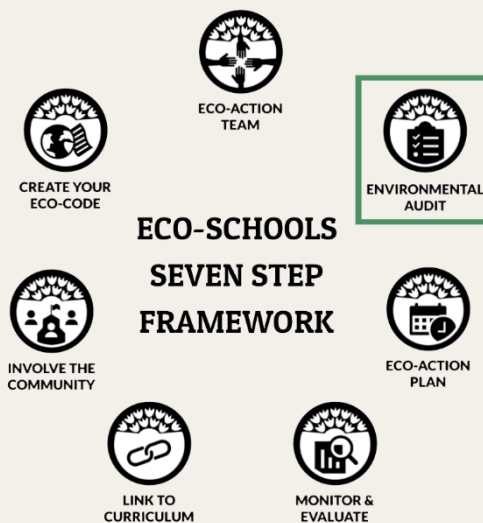 ECO-ACTION
TEAM
ENVIRONMENTAL
AUDIT
ECO-ACTION
PLAN
MONITOR &
EVALUATE
LINK TO
CURRICULUM
INVOLVE THE
COMMUNITY
CREATE YOUR
ECO-CODE
ECO-SCHOOLS
SEVEN STEP
FRAMEWORK